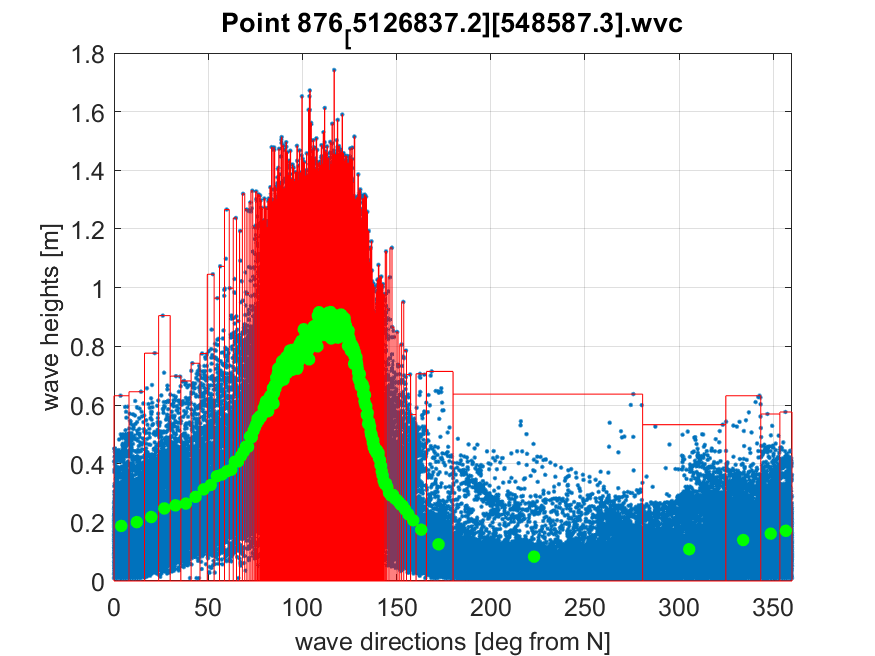 Point 876[5126837.2][548587.3].wvc
1.8
1.6
1.4
1.2
1
0.8
0.6
0.4
0.2
0
wave heights [m]
0 50 100 150 200 250 300 350
wave directions [deg from N]